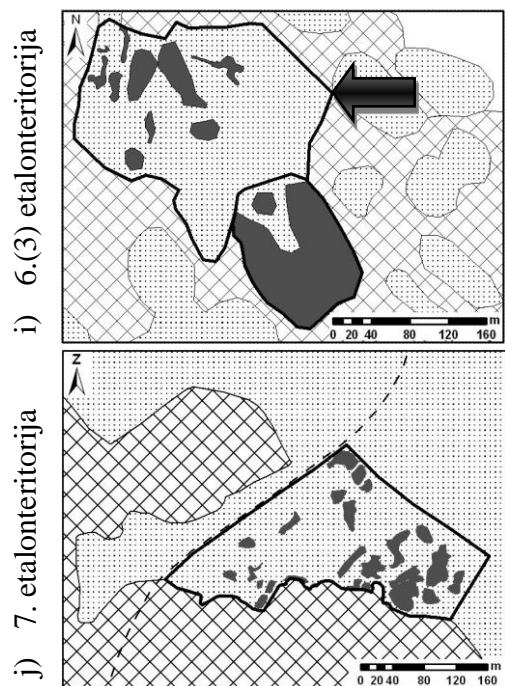 i) 6.(3) etalonteritorija
N
m
0 20 40 80 120 160
j) 7. etalonteritorija
Z
m
0 20 40 80 120 160